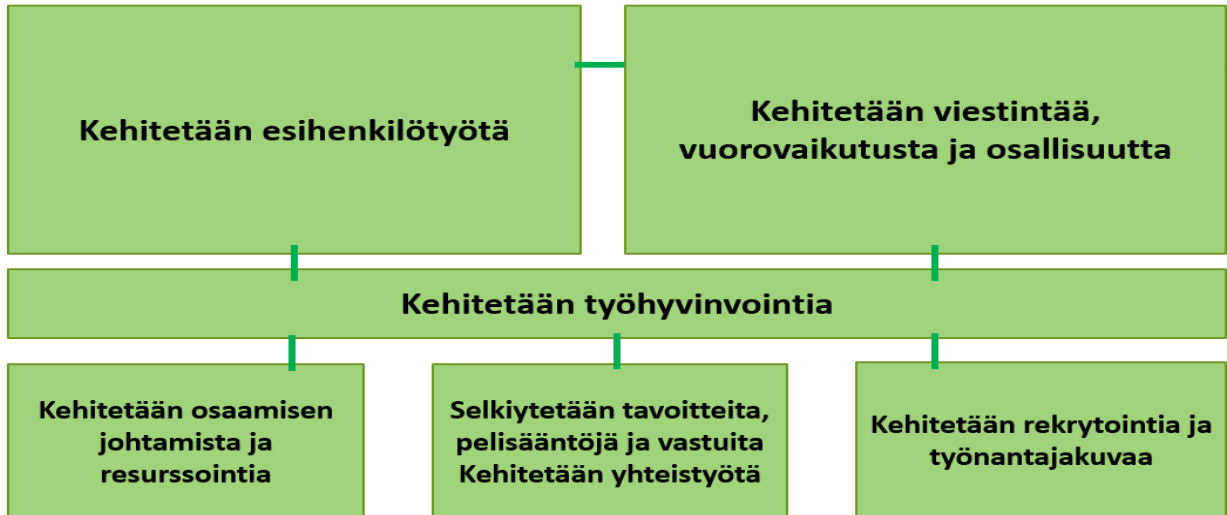 Kehitetään esihenkilötyötä
Kehitetään viestintää,
vuorovaikutusta ja osallisuutta
Kehitetään työhyvinvointia
Kehitetään osaamisen
johtamista ja
resurssointia
Selkiytetään tavoitteita,
pelisääntöjä ja vastuita
Kehitetään yhteistyötä
Kehitetään rekrytointia ja
työnantajakuvaa